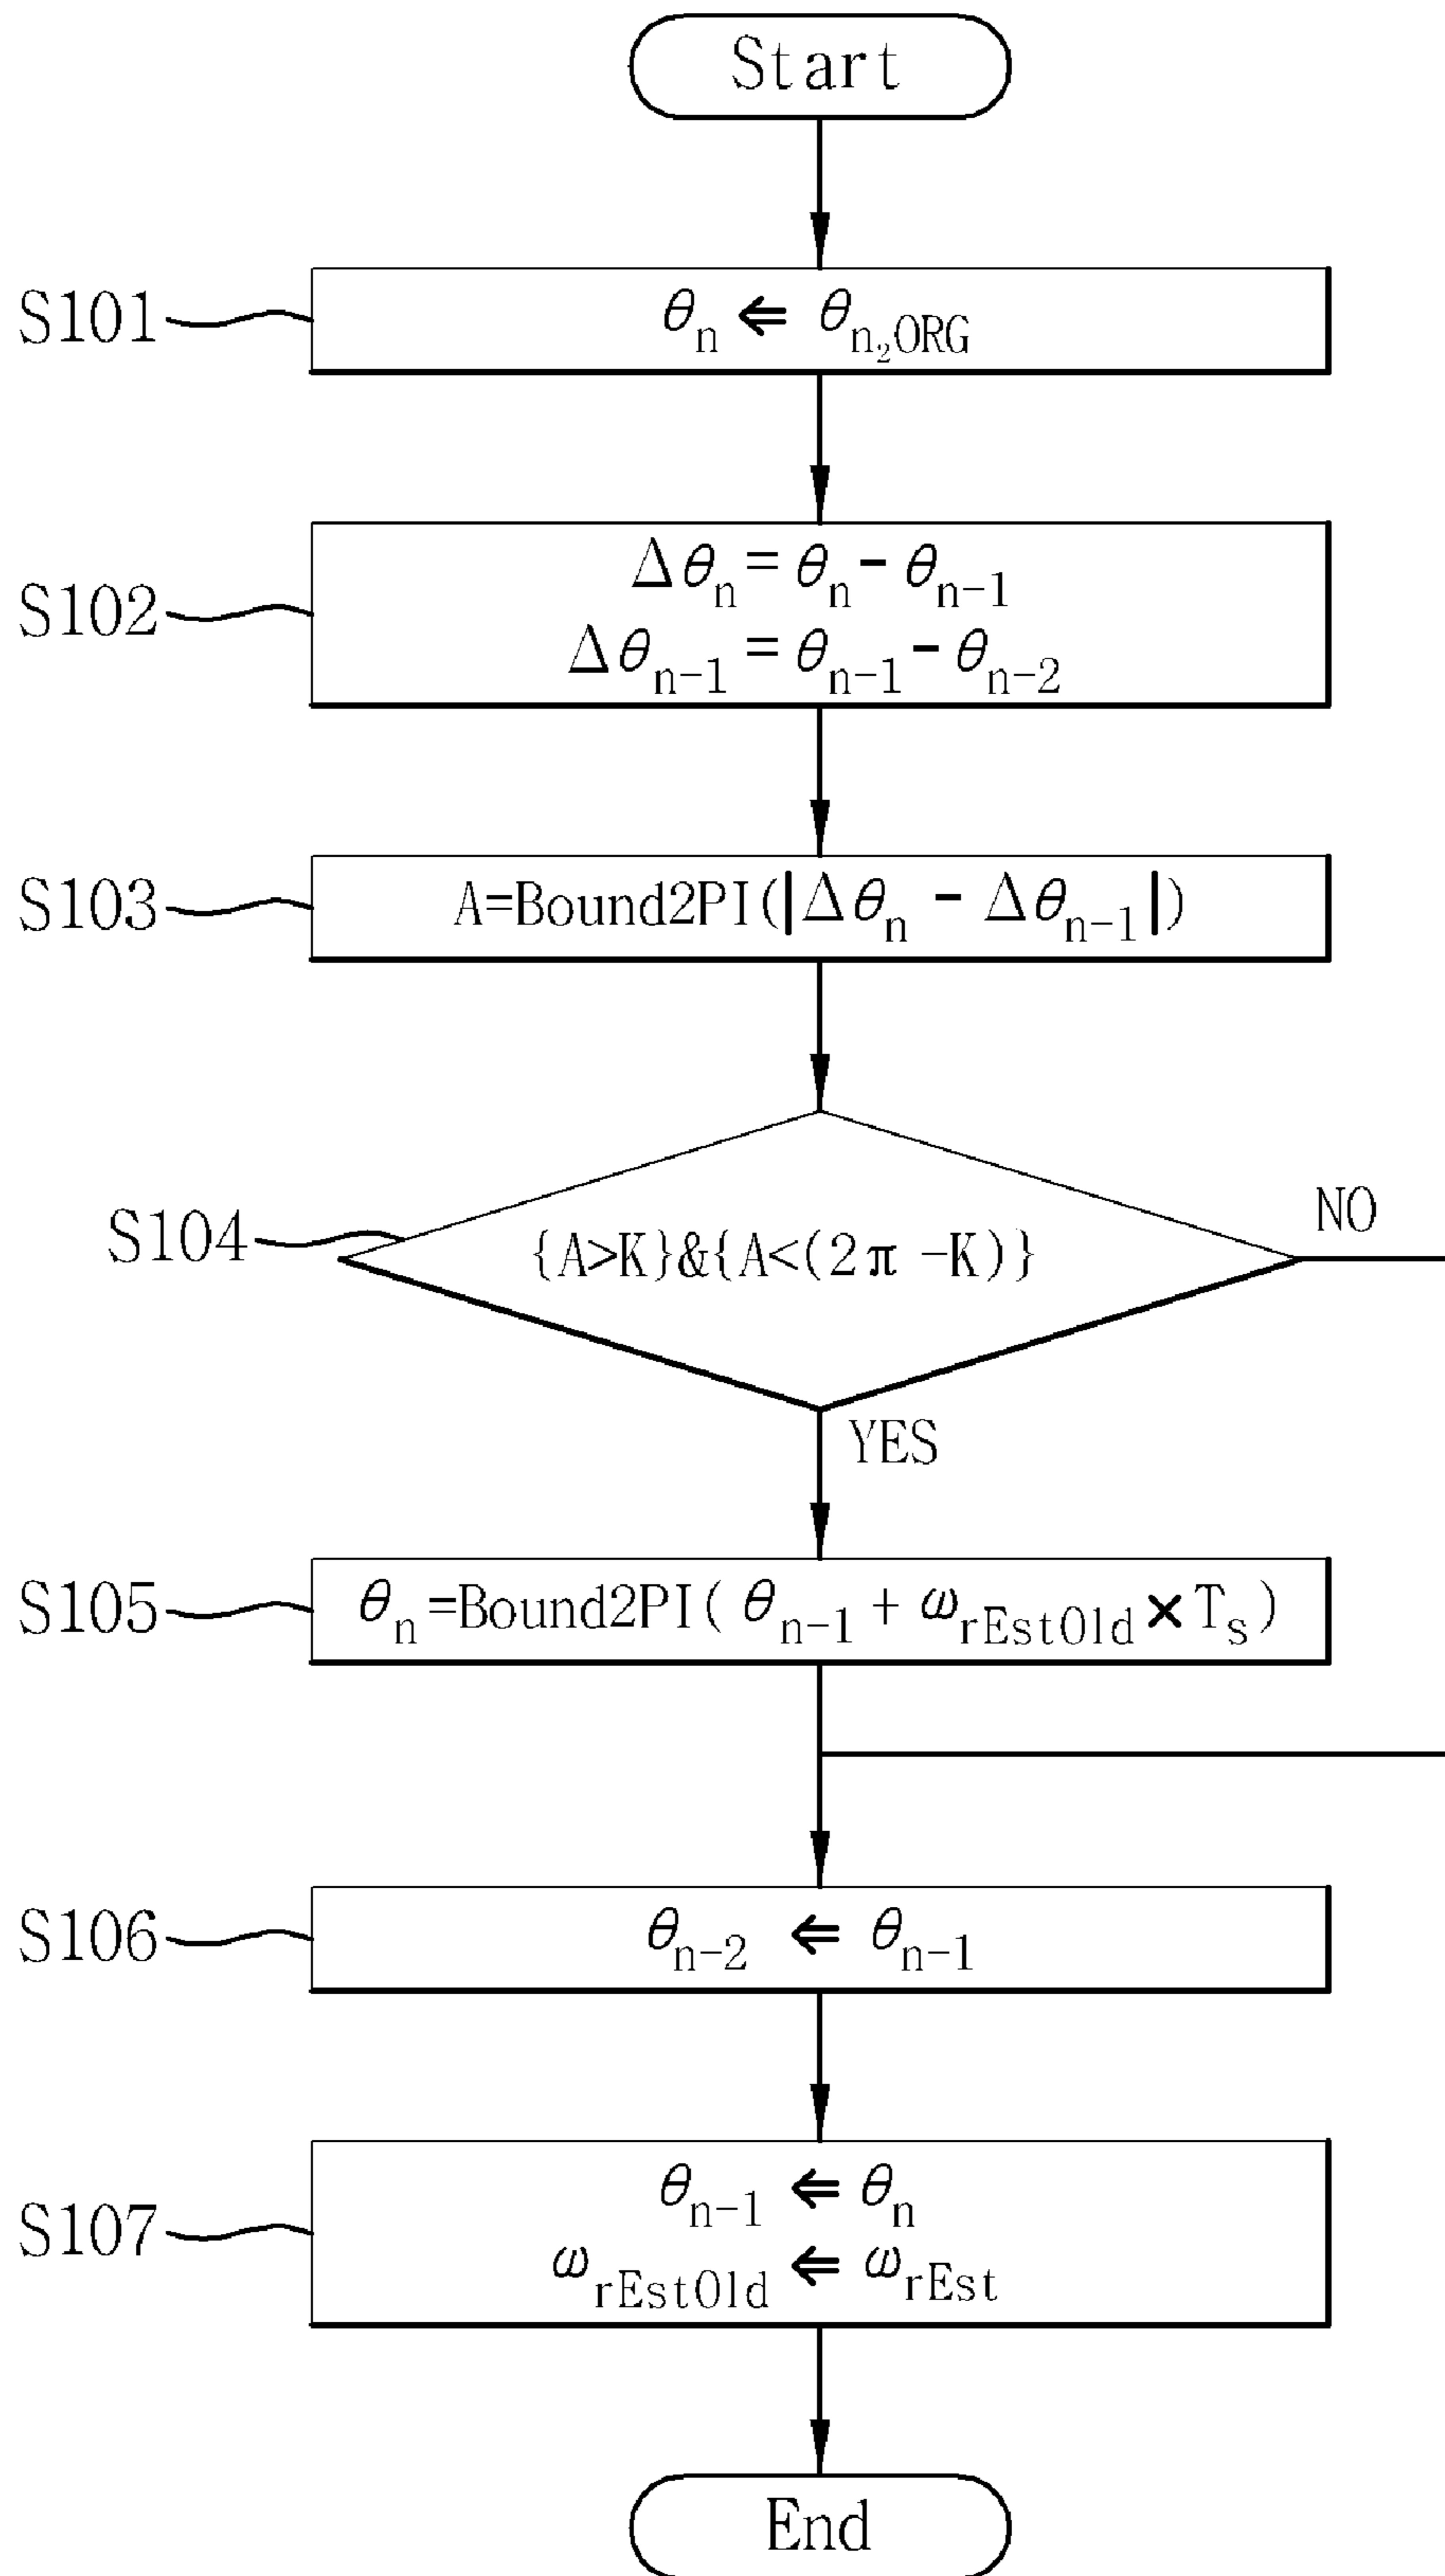 Start
S101
θn ⇐ θn₂ORG
S102
Δθn = θn - θn-1
Δθn-1 = θn-1 - θn-2
S103
A=Bound2PI(|Δθn - Δθn-1|)
S104
{A>K}&{A<(2π-K)}
NO
YES
S105
θn=Bound2PI(θn-1 + ωrEstOld × Ts)
S106
θn-2 ⇐ θn-1
S107
θn-1 ⇐ θn
ωrEstOld ⇐ ωrEst
End